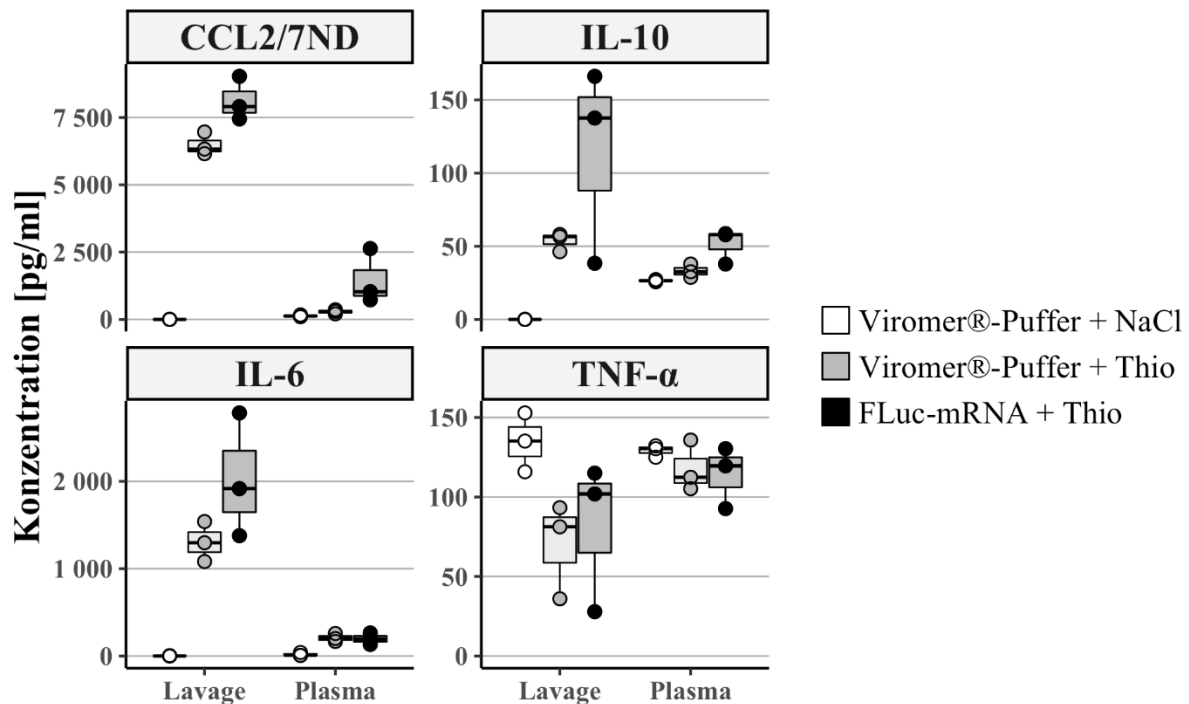 CCL2/7ND
IL-10
7 500
5 000
2 500
0
150
100
50
0
Konzentration [pg/ml]
IL-6
TNF-α
2 000
1 000
0
150
100
50
0
Lavage
Plasma
Lavage
Plasma
Viromer®-Puffer + NaCl
Viromer®-Puffer + Thio
FLuc-mRNA + Thio